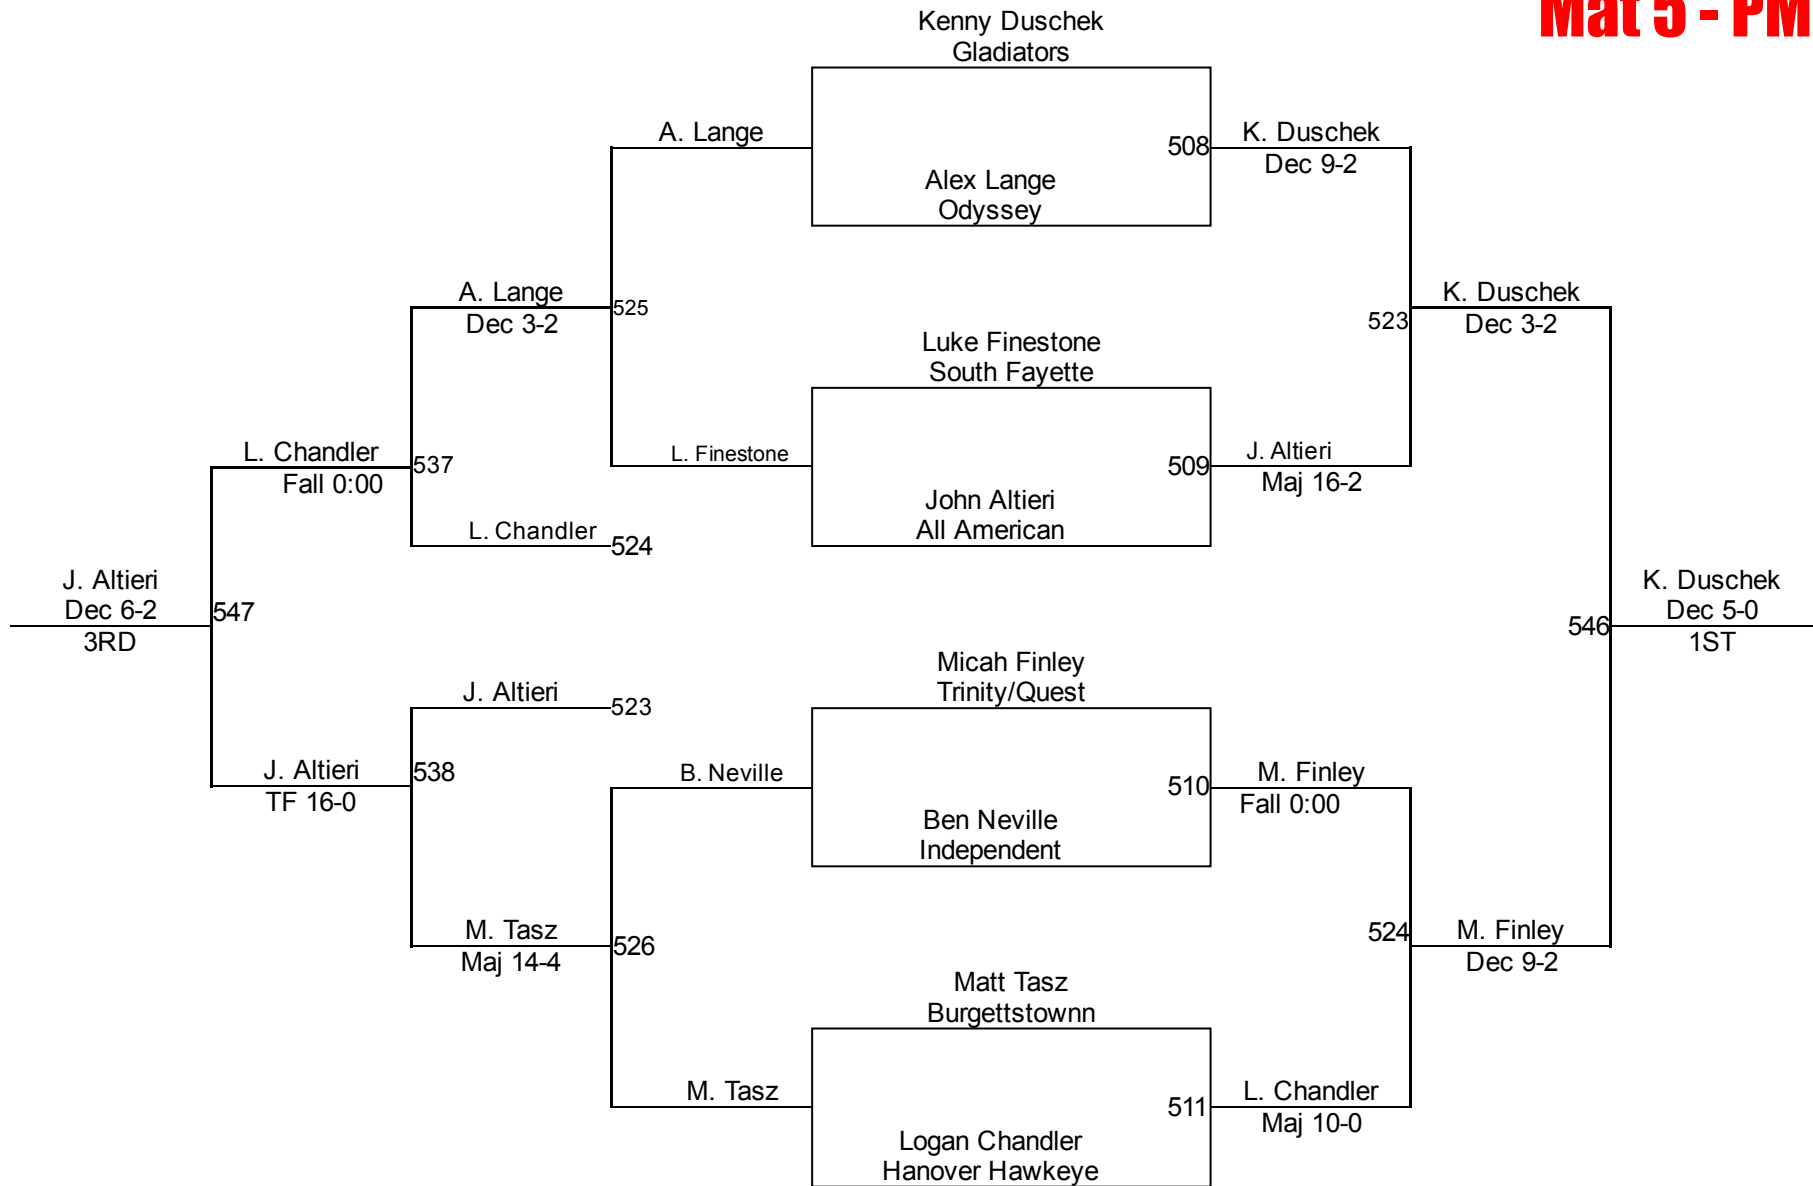 Mat 5 - PM
Kenny Duschek
Gladiators
A. Lange
508
K. Duschek
Dec 9-2
Alex Lange
Odyssey
A. Lange
Dec 3-2
525
K. Duschek
Dec 3-2
523
Luke Finestone
South Fayette
L. Chandler
Fall 0:00
537
L. Finestone
509
J. Altieri
Maj 16-2
John Altieri
All American
L. Chandler
524
J. Altieri
Dec 6-2
3RD
547
K. Duschek
Dec 5-0
1ST
546
Micah Finley
Trinity/Quest
J. Altieri
523
J. Altieri
TF 16-0
538
B. Neville
510
M. Finley
Fall 0:00
Ben Neville
Independent
M. Tasz
Maj 14-4
526
524
M. Finley
Dec 9-2
Matt Tasz
Burgettstownn
M. Tasz
511
L. Chandler
Maj 10-0
Logan Chandler
Hanover Hawkeye